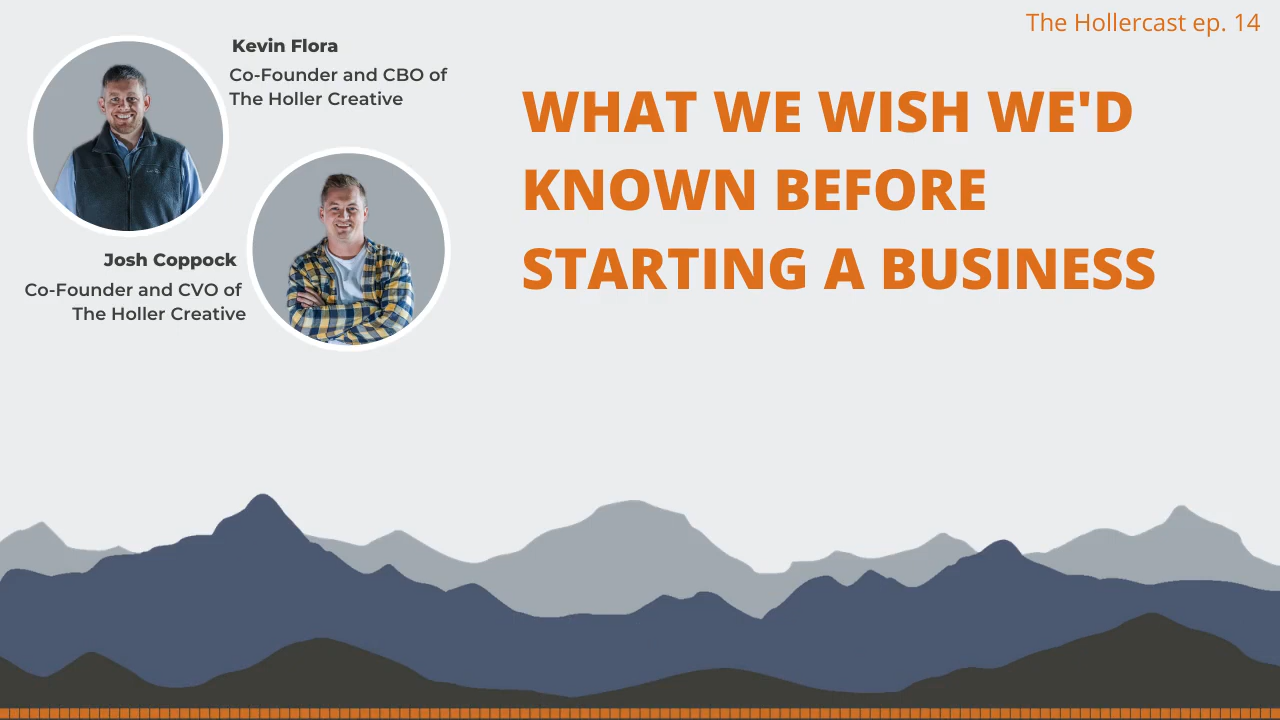 The Hollercast ep. 14
Kevin Flora
Co-Founder and CBO of
The Holler Creative
Josh Coppock
Co-Founder and CVO of
The Holler Creative
WHAT WE WISH WE'D
KNOWN BEFORE
STARTING A BUSINESS